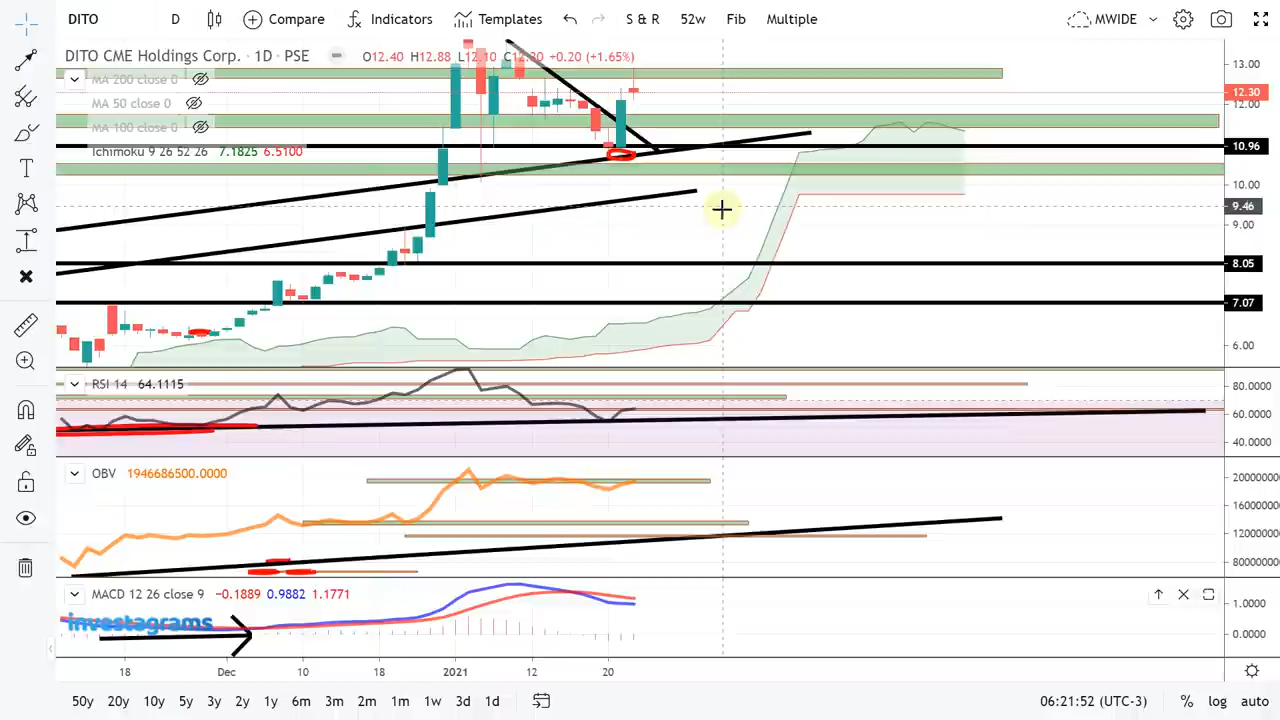 DITO D Compare Indicators Templates S & R 52w Fib Multiple MWIDE
DITO CME Holdings Corp. · 1D · PSE O12.40 H12.88 L12.10 C12.30 +0.20 (+1.65%)
MA 200 close 0
MA 50 close 0
MA 100 close 0
Ichimoku 9 26 52 26 7.1825 6.5100
13.00
12.30
12.00
10.96
10.00
9.46
9.00
8.05
7.07
6.00
RSI 14 64.1115
80.0000
60.0000
40.0000
OBV 1946686500.0000
20000000
16000000
12000000
80000000
MACD 12 26 close 9 −0.1889 0.9882 1.1771
1.0000
0.0000
investagrams
18 Dec 10 18 2021 12 20
50y 20y 10y 5y 3y 2y 1y 6m 3m 2m 1m 1w 3d 1d 06:21:52 (UTC-3) % log auto